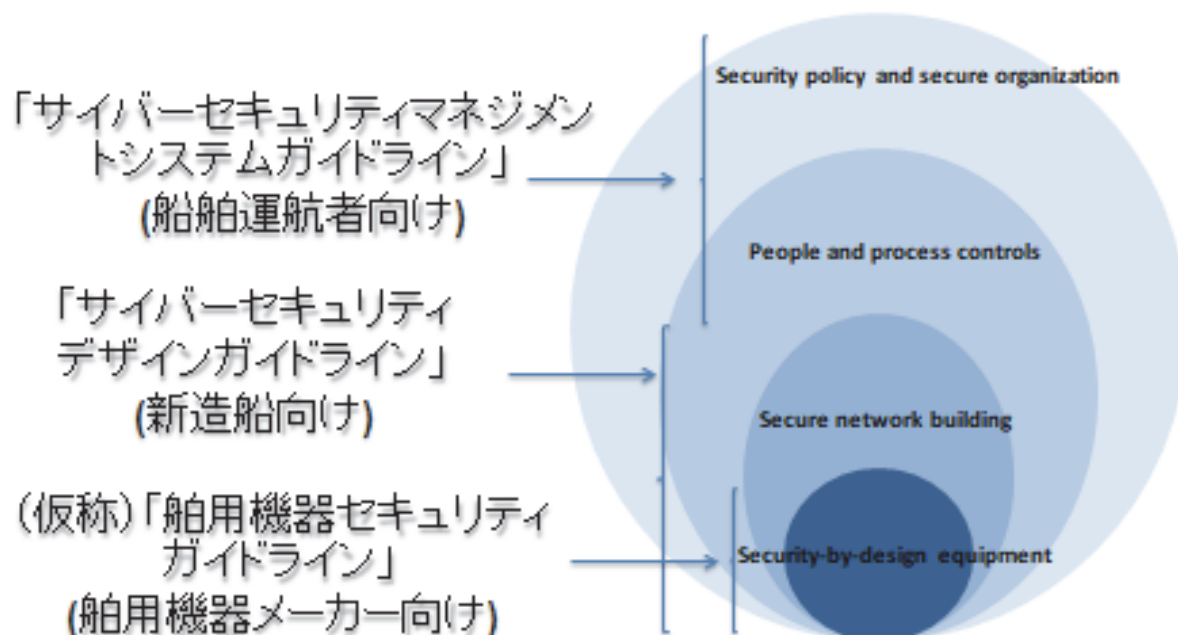 「サイバーセキュリティマネジメン
トシステムガイドライン」
(船舶運航者向け)
「サイバーセキュリティ
デザインガイドライン」
(新造船向け)
(仮称)「舶用機器セキュリティ
ガイドライン」
(舶用機器メーカー向け)
Security policy and secure organization
People and process controls
Secure network building
Security-by-design equipment